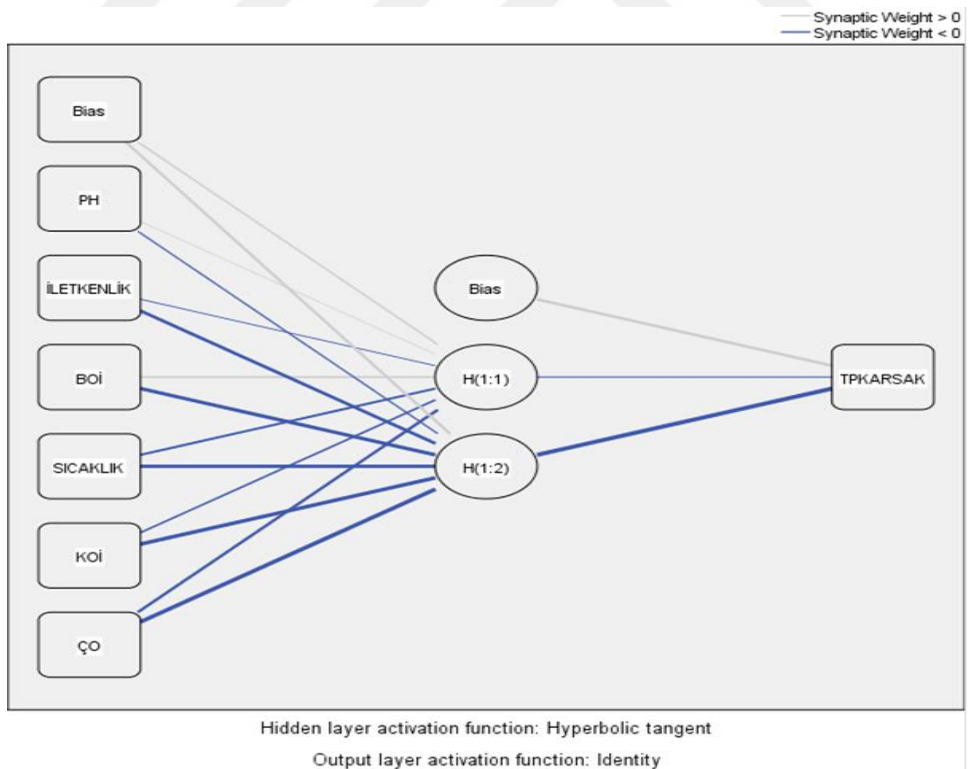 Synaptic Weight > 0
Synaptic Weight < 0
Bias
PH
İLETKENLİK
BOİ
SICAKLIK
KOİ
ÇO
Bias
H(1:1)
H(1:2)
TPKARSAK
Hidden layer activation function: Hyperbolic tangent
Output layer activation function: Identity